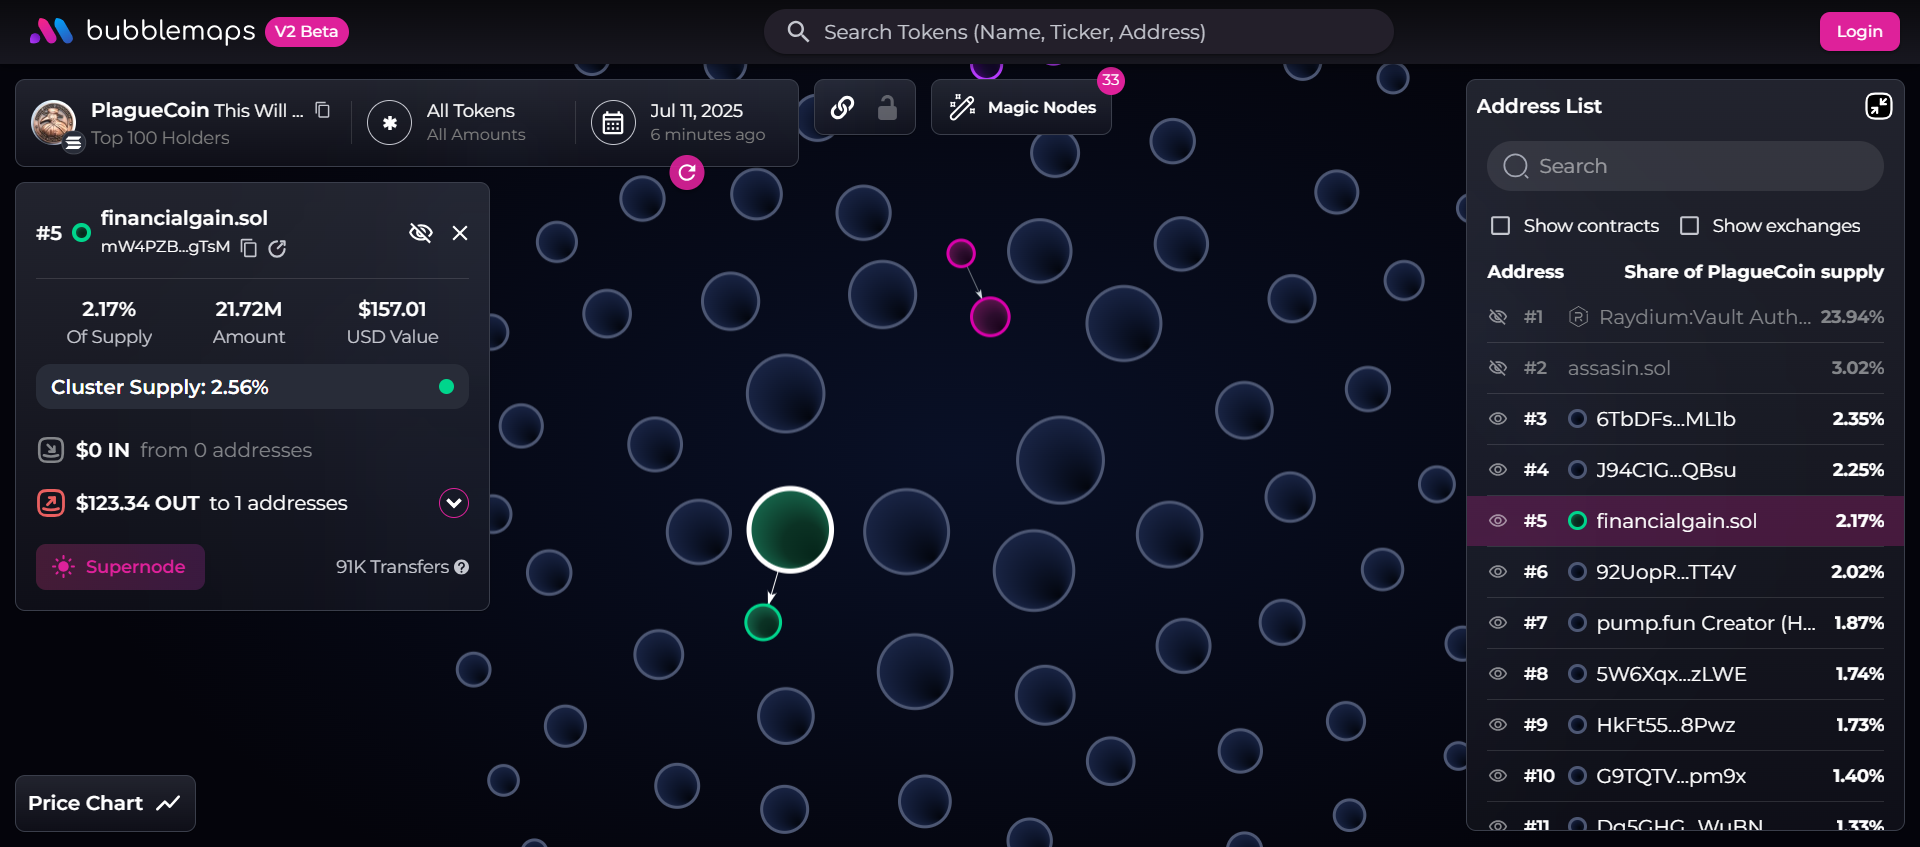 bubblemaps V2 Beta
Search Tokens (Name, Ticker, Address)
Login
PlagueCoin This Will ...
Top 100 Holders
All Tokens
All Amounts
Jul 11, 2025
6 minutes ago
Magic Nodes
33
#5 financialgain.sol
mW4PZB...gTsM
2.17% 21.72M $157.01
Of Supply Amount USD Value
Cluster Supply: 2.56%
$0 IN from 0 addresses
$123.34 OUT to 1 addresses
Supernode 91K Transfers
Price Chart
Address List
Search
Show contracts Show exchanges
Address Share of PlagueCoin supply
#1 Raydium:Vault Auth... 23.94%
#2 assasin.sol 3.02%
#3 6TbDFs...ML1b 2.35%
#4 J94C1G...QBsu 2.25%
#5 financialgain.sol 2.17%
#6 92UopR...TT4V 2.02%
#7 pump.fun Creator (H... 1.87%
#8 5W6Xqx...zLWE 1.74%
#9 HkFt55...8Pwz 1.73%
#10 G9TQTV...pm9x 1.40%
#11 Dq5GHG...WuBN 1.33%